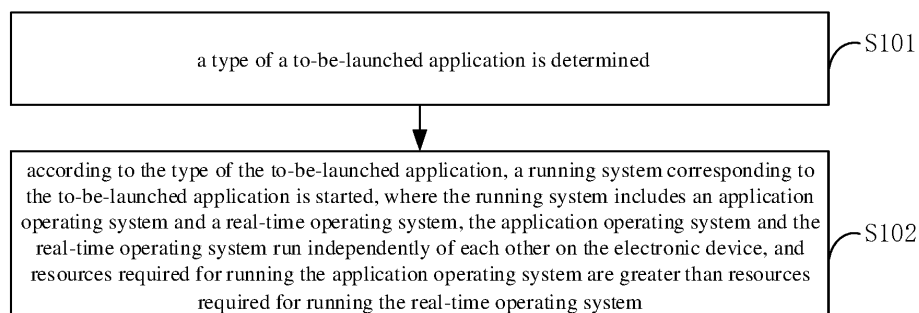 a type of a to-be-launched application is determined
S101
according to the type of the to-be-launched application, a running system corresponding to
the to-be-launched application is started, where the running system includes an application
operating system and a real-time operating system, the application operating system and the
real-time operating system run independently of each other on the electronic device, and
resources required for running the application operating system are greater than resources
required for running the real-time operating system
S102